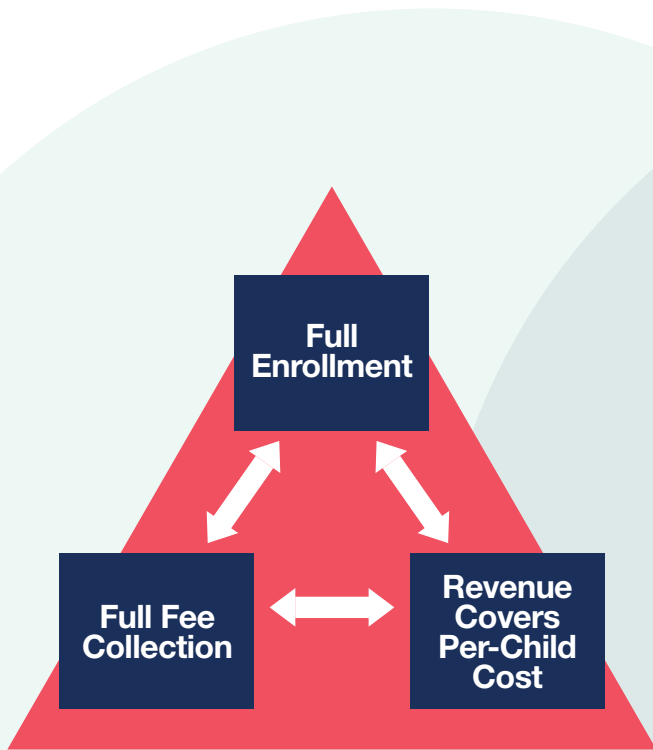 Full
Enrollment
Full Fee
Collection
Revenue
Covers
Per-Child
Cost